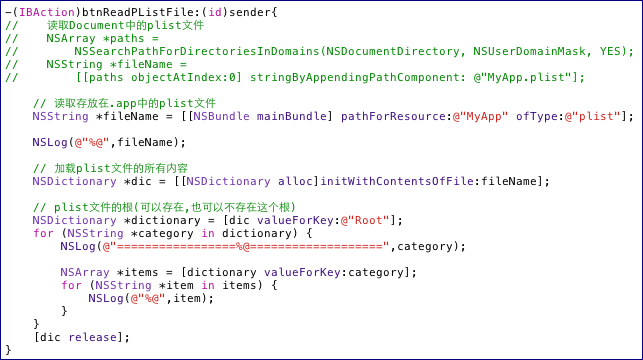 -(IBAction)btnReadPListFile:(id)sender{
//    读取Document中的plist文件
//    NSArray *paths =
//        NSSearchPathForDirectoriesInDomains(NSDocumentDirectory, NSUserDomainMask, YES);
//    NSString *fileName =
//        [[paths objectAtIndex:0] stringByAppendingPathComponent: @"MyApp.plist"];
    // 读取存放在.app中的plist文件
    NSString *fileName = [[NSBundle mainBundle] pathForResource:@"MyApp" ofType:@"plist"];
    NSLog(@"%@",fileName);
    // 加载plist文件的所有内容
    NSDictionary *dic = [[NSDictionary alloc]initWithContentsOfFile:fileName];
    // plist文件的根(可以存在,也可以不存在这个根)
    NSDictionary *dictionary = [dic valueForKey:@"Root"];
    for (NSString *category in dictionary) {
        NSLog(@"=================%@===================",category);
        NSArray *items = [dictionary valueForKey:category];
        for (NSString *item in items) {
            NSLog(@"%@",item);
        }
    }
    [dic release];
}